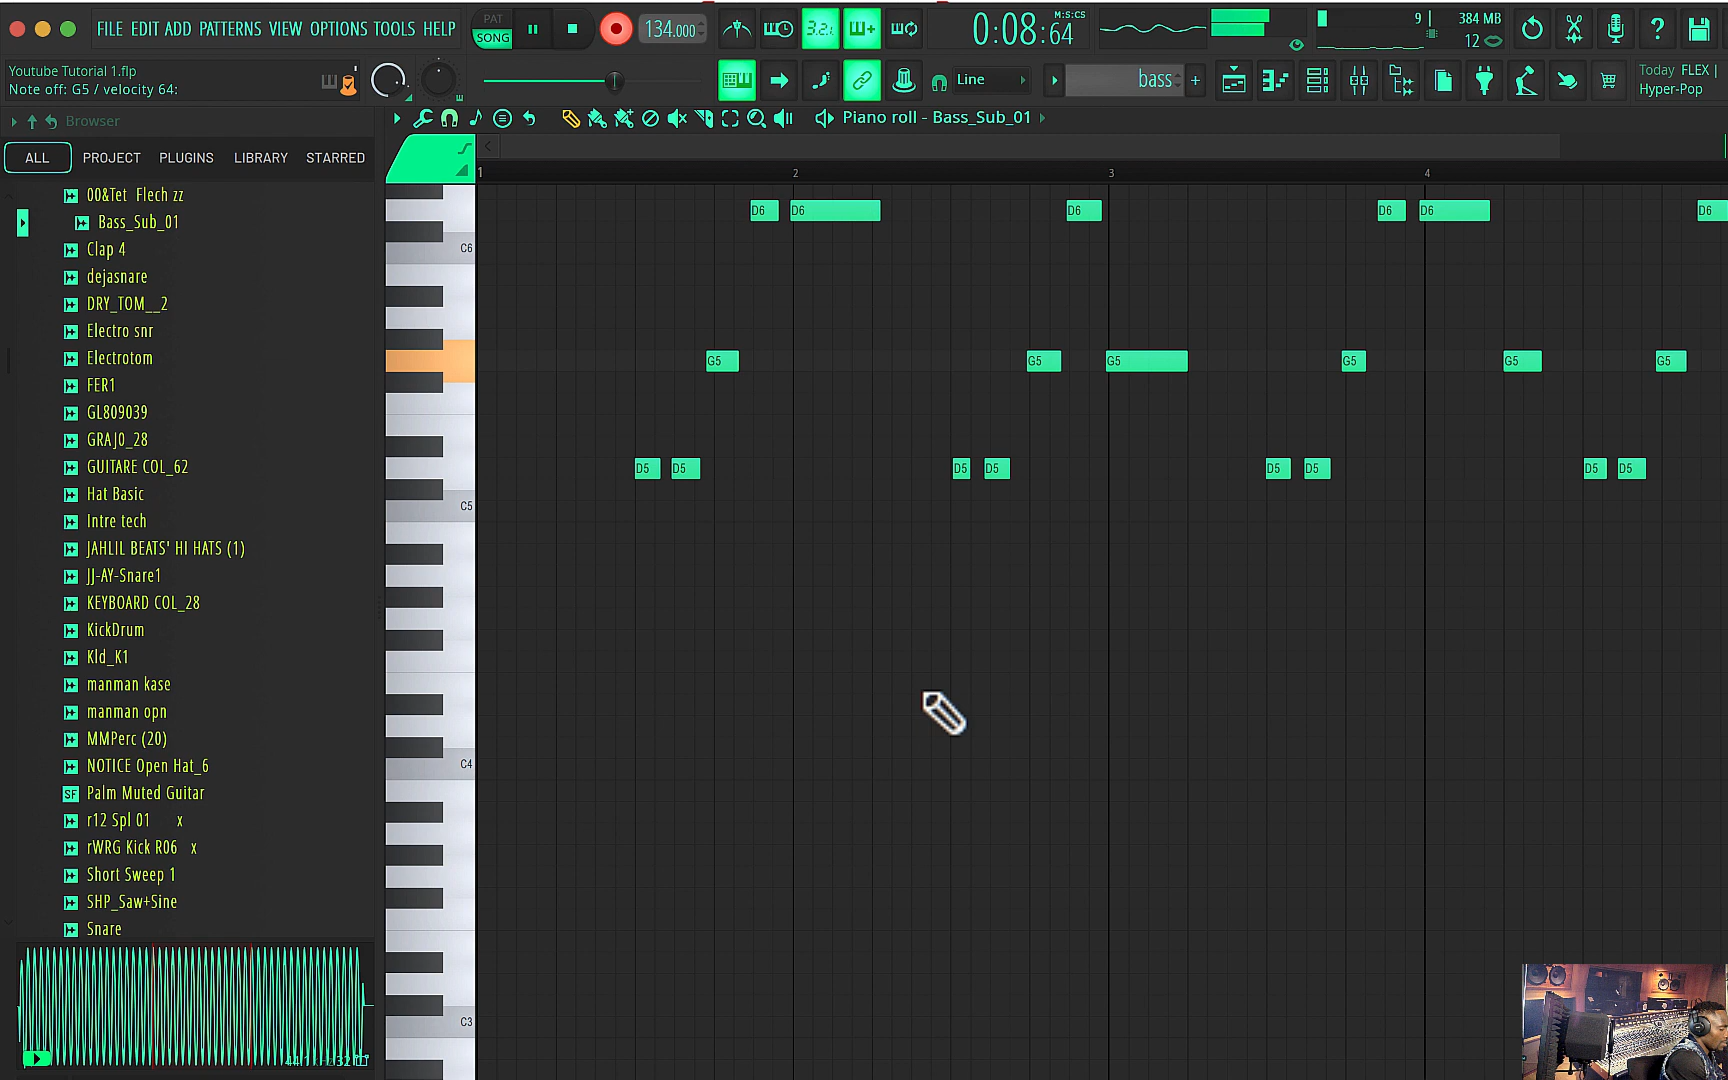 FILE EDIT ADD PATTERNS VIEW OPTIONS TOOLS HELP
PAT
SONG
134.000
3.2.
0:08:64
M:S:CS
9
384 MB
12
Youtube Tutorial 1.flp
Note off: G5 / velocity 64:
Line
bass
+
?
Today FLEX |
Hyper-Pop
Browser
Piano roll - Bass_Sub_01
ALL PROJECT PLUGINS LIBRARY STARRED
00&Tet Flech zz
Bass_Sub_01
Clap 4
dejasnare
DRY_TOM__2
Electro snr
Electrotom
FER1
GL809039
GRAJ0_28
GUITARE COL_62
Hat Basic
Intre tech
JAHLIL BEATS' HI HATS (1)
JJ-AY-Snare1
KEYBOARD COL_28
KickDrum
Kld_K1
manman kase
manman opn
MMPerc (20)
NOTICE Open Hat_6
SF Palm Muted Guitar
r12 Spl 01 x
rWRG Kick R06 x
Short Sweep 1
SHP_Saw+Sine
Snare
1 2 3 4
D6 D6 D6 D6 D6 D6
C6
G5 G5 G5 G5 G5 G5
D5 D5 D5 D5 D5 D5 D5 D5
C5
C4
C3